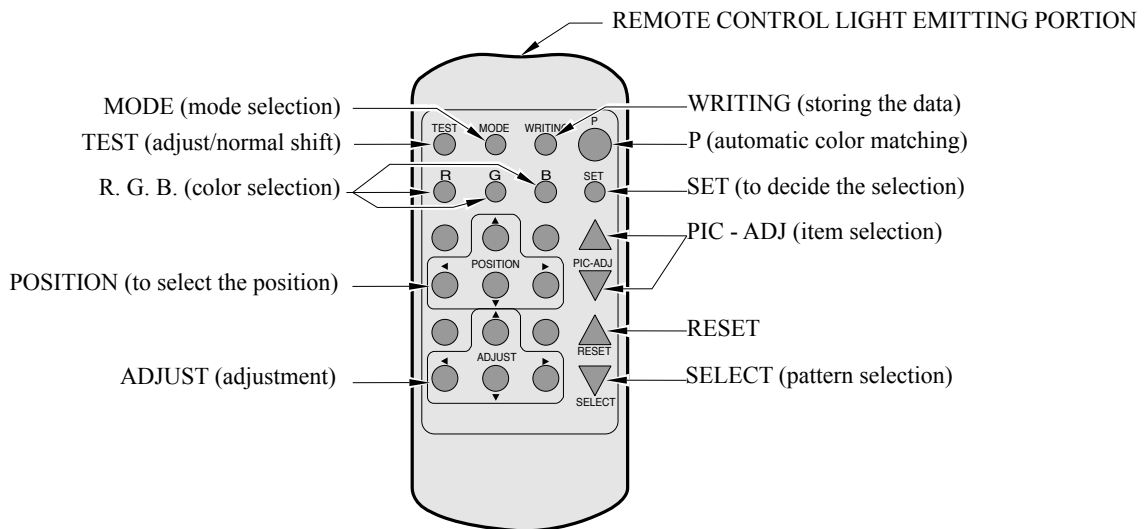 REMOTE CONTROL LIGHT EMITTING PORTION
MODE (mode selection)
WRITING (storing the data)
TEST (adjust/normal shift)
P (automatic color matching)
R. G. B. (color selection)
SET (to decide the selection)
PIC - ADJ (item selection)
POSITION (to select the position)
RESET
ADJUST (adjustment)
SELECT (pattern selection)
TEST MODE WRITING P
R G B SET
POSITION PIC-ADJ
ADJUST RESET
SELECT